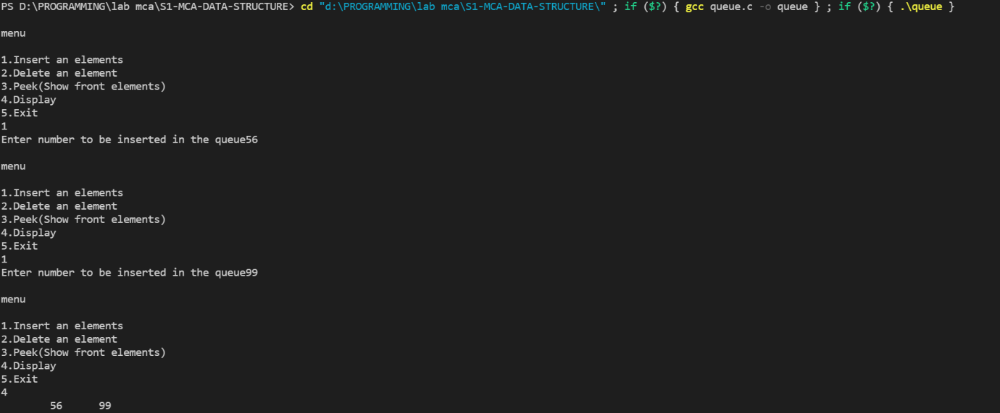 PS D:\PROGRAMMING\lab mca\S1-MCA-DATA-STRUCTURE> cd "d:\PROGRAMMING\lab mca\S1-MCA-DATA-STRUCTURE\" ; if ($?) { gcc queue.c -o queue } ; if ($?) { .\queue }
menu
1.Insert an elements
2.Delete an element
3.Peek(Show front elements)
4.Display
5.Exit
1
Enter number to be inserted in the queue56
menu
1.Insert an elements
2.Delete an element
3.Peek(Show front elements)
4.Display
5.Exit
1
Enter number to be inserted in the queue99
menu
1.Insert an elements
2.Delete an element
3.Peek(Show front elements)
4.Display
5.Exit
4
56 99